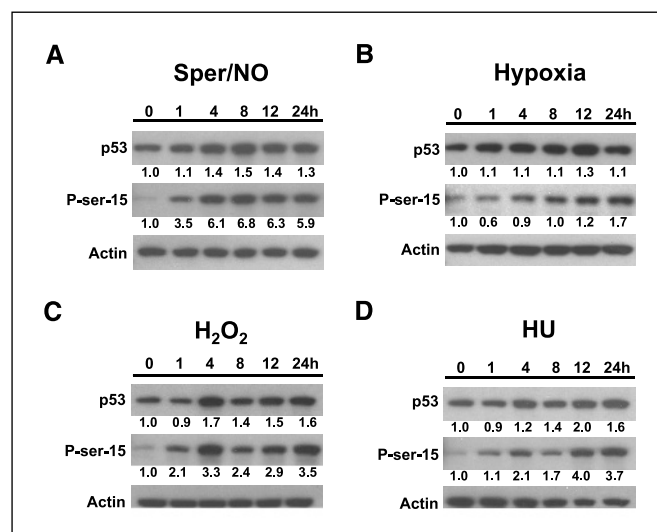 A
Sper/NO
0 1 4 8 12 24h
p53
1.0 1.1 1.4 1.5 1.4 1.3
P-ser-15
1.0 3.5 6.1 6.8 6.3 5.9
Actin
B
Hypoxia
0 1 4 8 12 24h
p53
1.0 1.1 1.1 1.1 1.3 1.1
P-ser-15
1.0 0.6 0.9 1.0 1.2 1.7
Actin
C
H₂O₂
0 1 4 8 12 24h
p53
1.0 0.9 1.7 1.4 1.5 1.6
P-ser-15
1.0 2.1 3.3 2.4 2.9 3.5
Actin
D
HU
0 1 4 8 12 24h
p53
1.0 0.9 1.2 1.4 2.0 1.6
P-ser-15
1.0 1.1 2.1 1.7 4.0 3.7
Actin